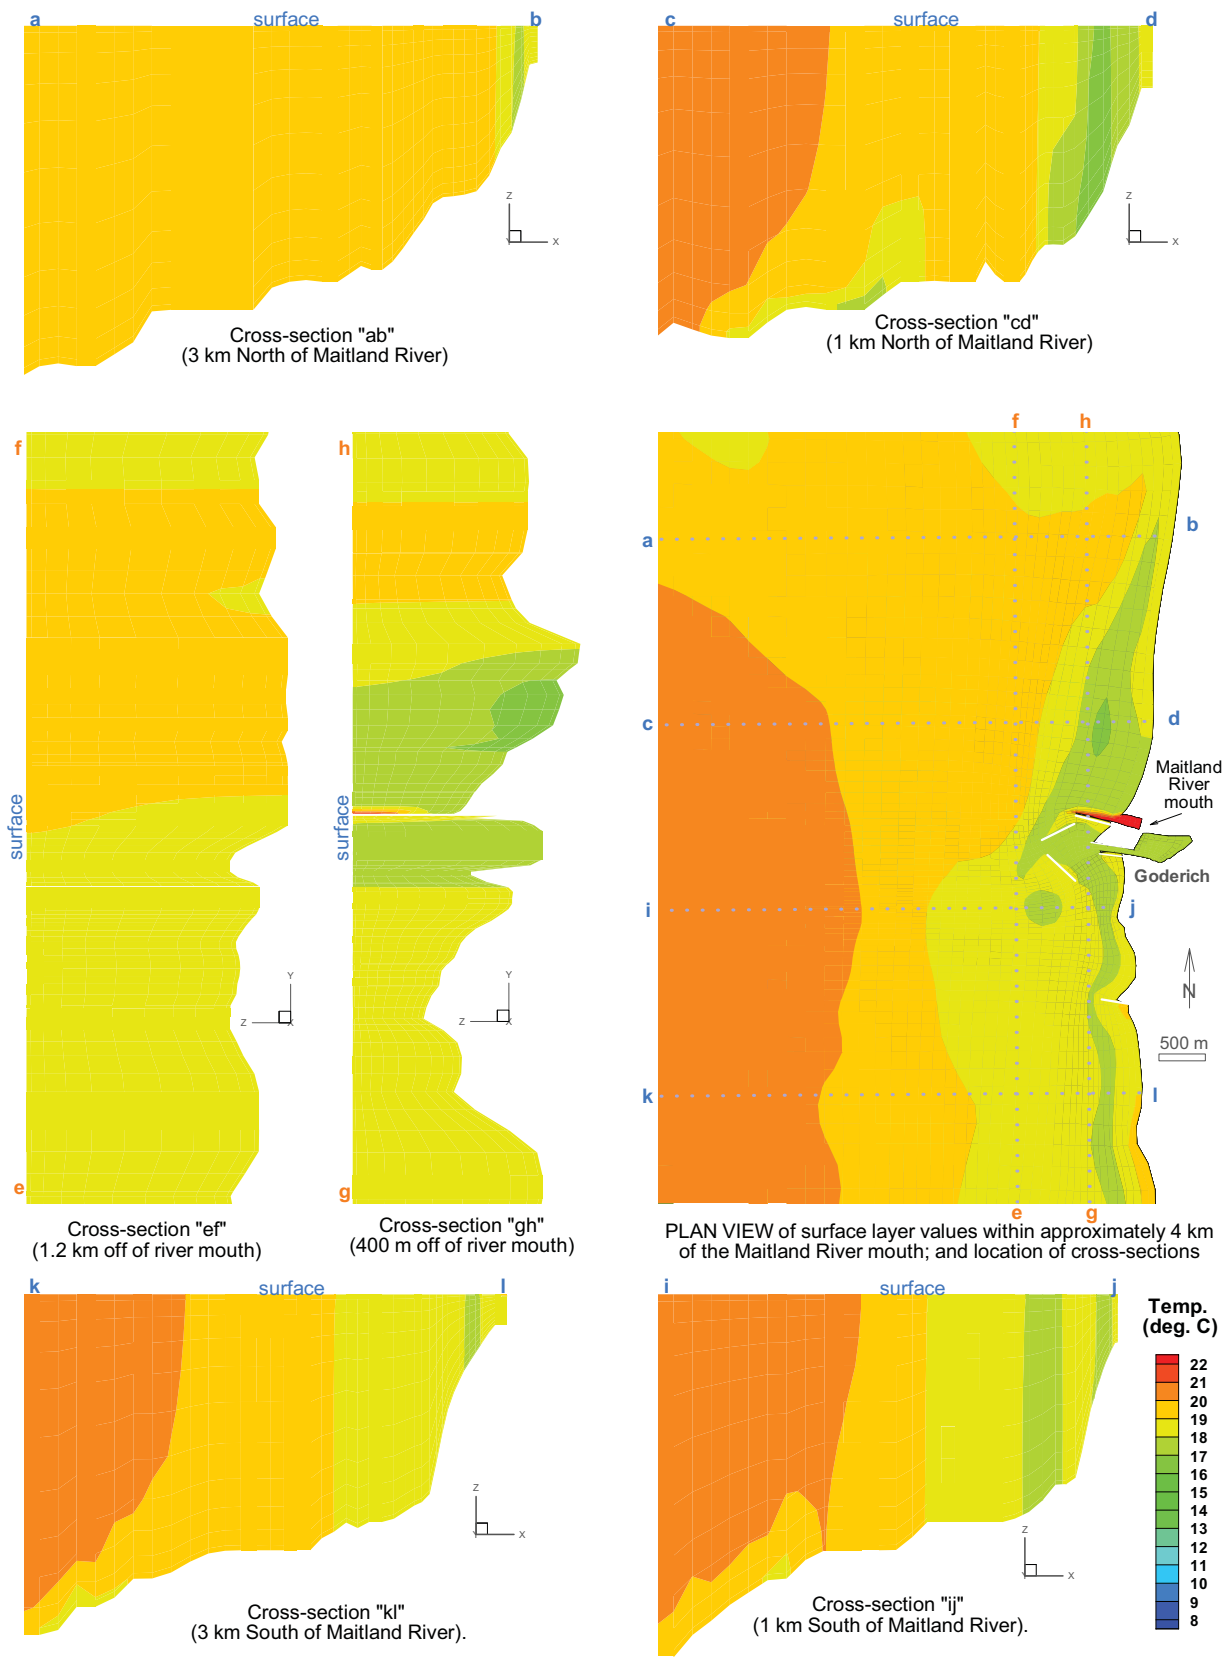 a surface b
c surface d
z
x
Y
z
x
Y
Cross-section "ab"
(3 km North of Maitland River)
Cross-section "cd"
(1 km North of Maitland River)
f
h
surface
surface
Y
Z
X
Y
Z
X
e
g
Cross-section "ef"
(1.2 km off of river mouth)
Cross-section "gh"
(400 m off of river mouth)
f h
a
b
c
d
Maitland
River
mouth
Goderich
i
j
N
500 m
k
l
e g
PLAN VIEW of surface layer values within approximately 4 km
of the Maitland River mouth; and location of cross-sections
k surface l
Z
X
Y
Cross-section "kl"
(3 km South of Maitland River).
i surface j
Z
X
Y
Cross-section "ij"
(1 km South of Maitland River).
Temp.
(deg. C)
22
21
20
19
18
17
16
15
14
13
12
11
10
9
8